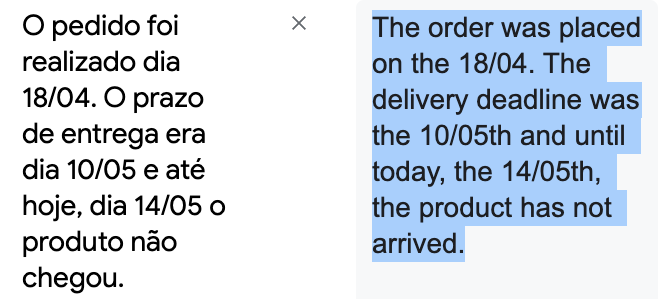 O pedido foi
realizado dia
18/04. O prazo
de entrega era
dia 10/05 e até
hoje, dia 14/05 o
produto não
chegou.
The order was placed
on the 18/04. The
delivery deadline was
the 10/05th and until
today, the 14/05th,
the product has not
arrived.